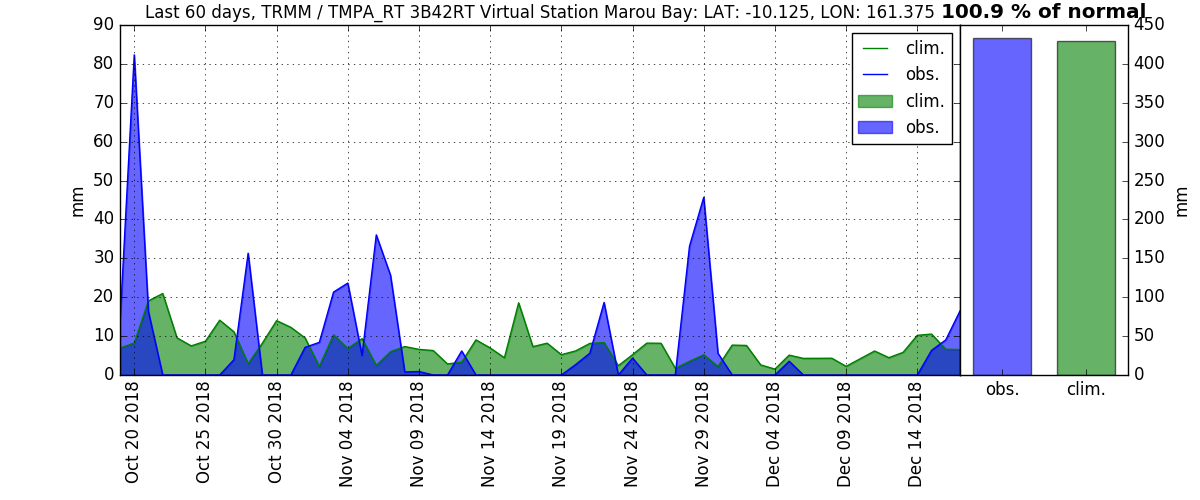 Last 60 days, TRMM / TMPA_RT 3B42RT Virtual Station Marou Bay: LAT: -10.125, LON: 161.375 100.9 % of normal
90
80
70
60
50
40
30
20
10
0
mm
clim.
obs.
clim.
obs.
450
400
350
300
250
200
150
100
50
0
mm
obs. clim.
Oct 20 2018
Oct 25 2018
Oct 30 2018
Nov 04 2018
Nov 09 2018
Nov 14 2018
Nov 19 2018
Nov 24 2018
Nov 29 2018
Dec 04 2018
Dec 09 2018
Dec 14 2018